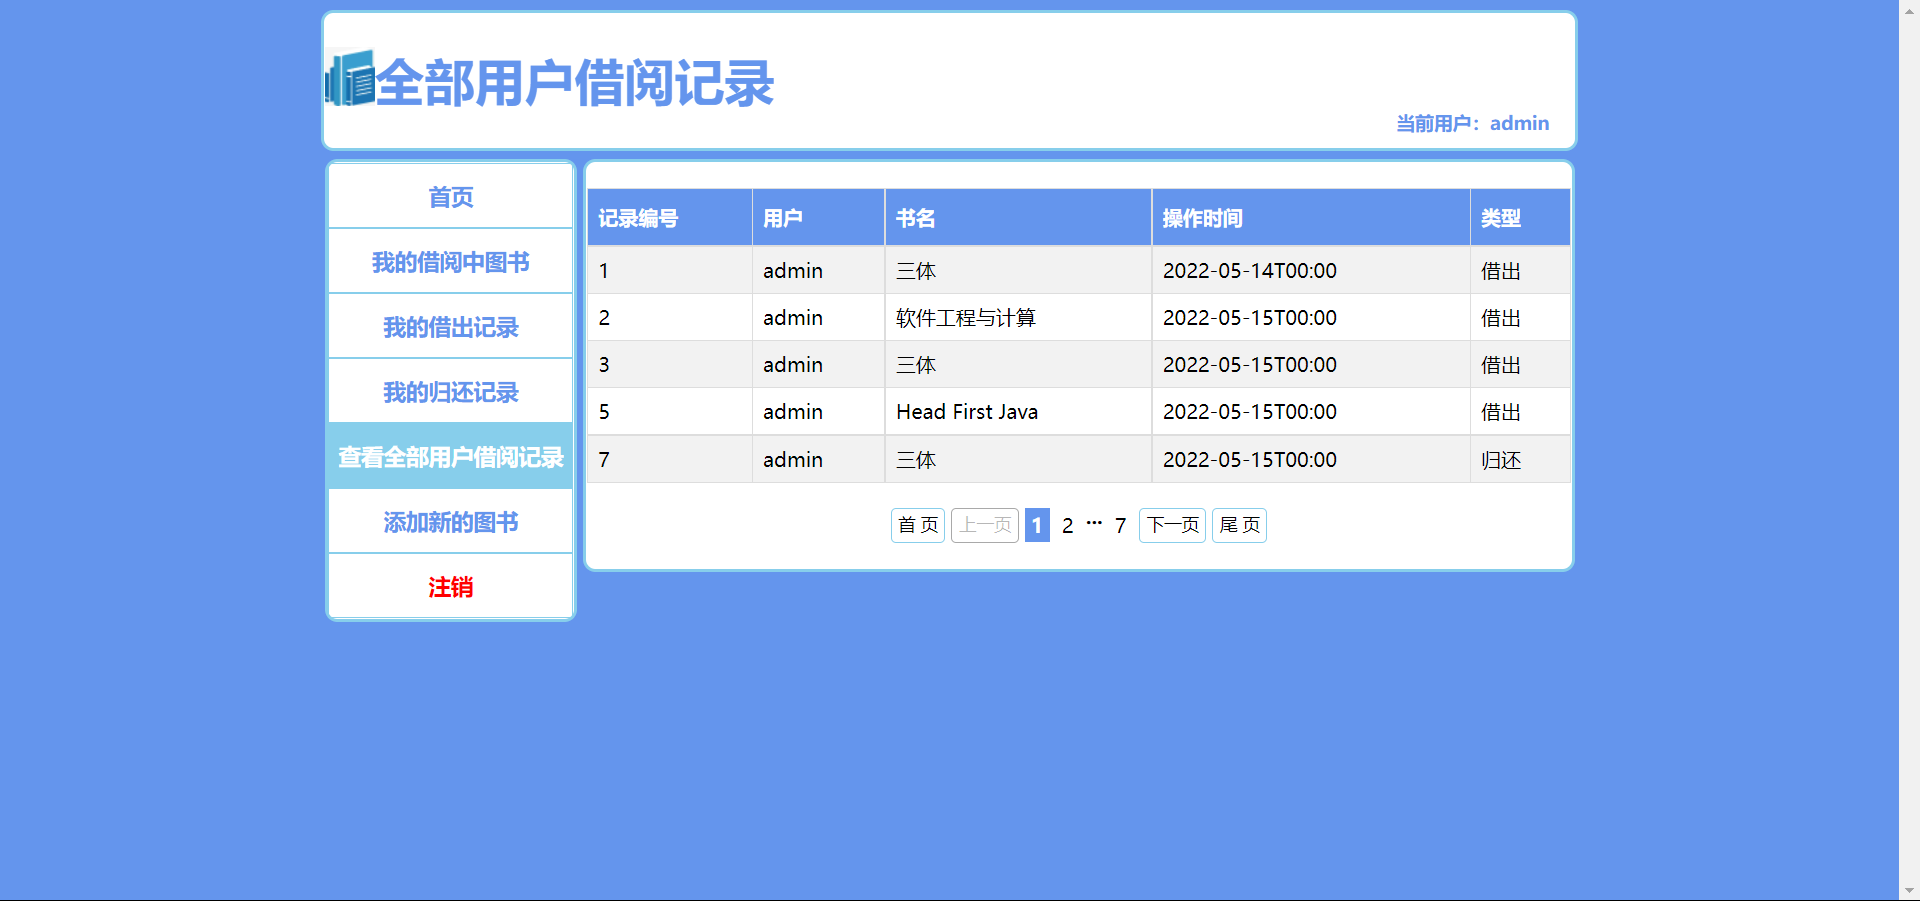 全部用户借阅记录
当前用户：admin
首页
我的借阅中图书
我的借出记录
我的归还记录
查看全部用户借阅记录
添加新的图书
注销
记录编号 用户 书名 操作时间 类型
1 admin 三体 2022-05-14T00:00 借出
2 admin 软件工程与计算 2022-05-15T00:00 借出
3 admin 三体 2022-05-15T00:00 借出
5 admin Head First Java 2022-05-15T00:00 借出
7 admin 三体 2022-05-15T00:00 归还
首 页 上一页 1 2 ··· 7 下一页 尾 页